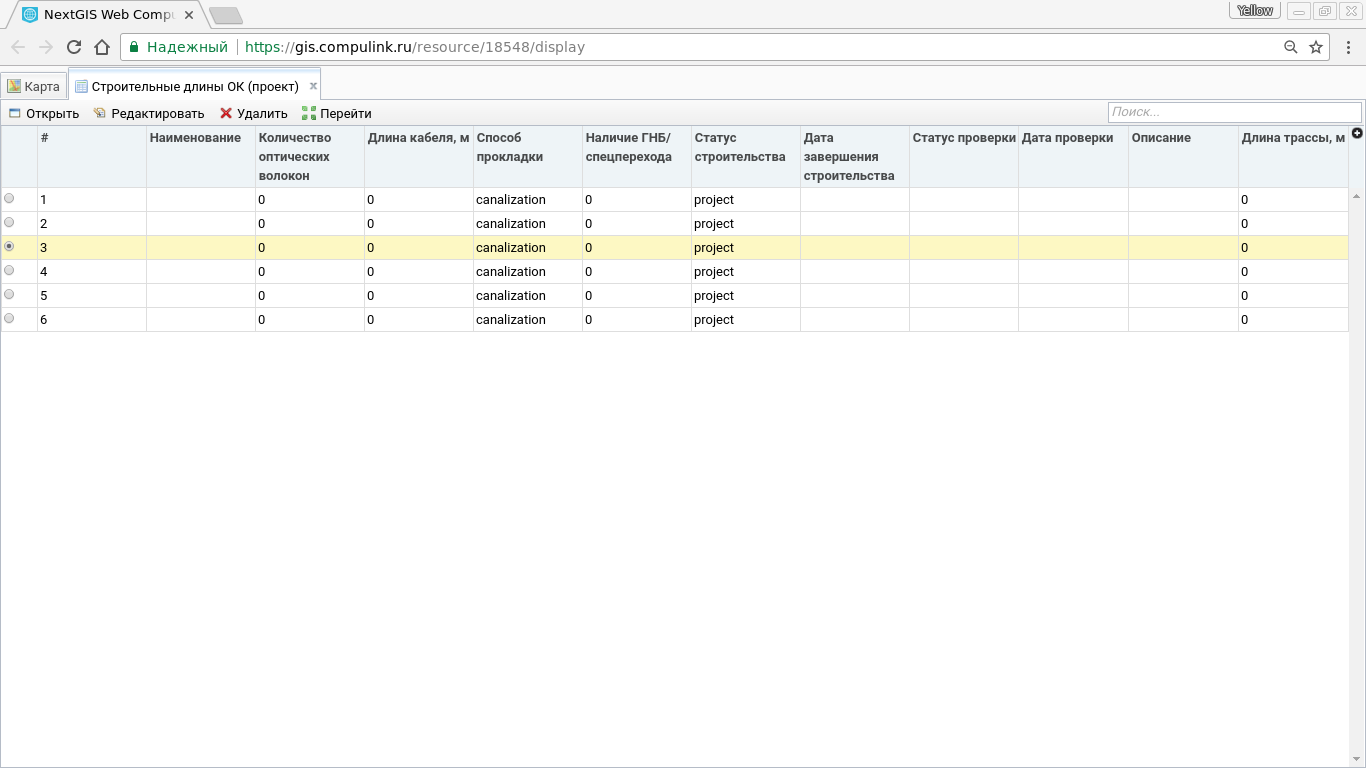 NextGIS Web Comp
Yellow
Надежный
https://gis.compulink.ru/resource/18548/display
Карта
Строительные длины ОК (проект)
Открыть Редактировать Удалить Перейти
Поиск...
# Наименование Количество оптических волокон Длина кабеля, м Способ прокладки Наличие ГНБ/ спецперехода Статус строительства Дата завершения строительства Статус проверки Дата проверки Описание Длина трассы, м
1 0 0 canalization 0 project 0
2 0 0 canalization 0 project 0
3 0 0 canalization 0 project 0
4 0 0 canalization 0 project 0
5 0 0 canalization 0 project 0
6 0 0 canalization 0 project 0